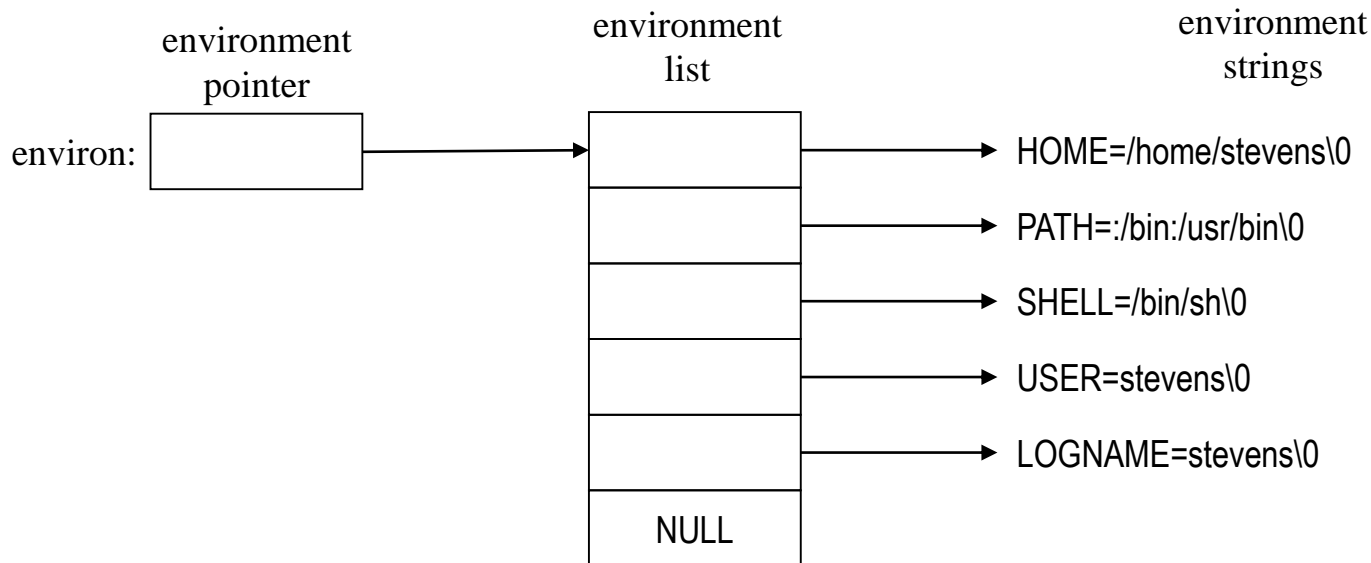 environment
pointer
environment
list
environment
strings
environ:
HOME=/home/stevens\0
PATH=:/bin:/usr/bin\0
SHELL=/bin/sh\0
USER=stevens\0
LOGNAME=stevens\0
NULL